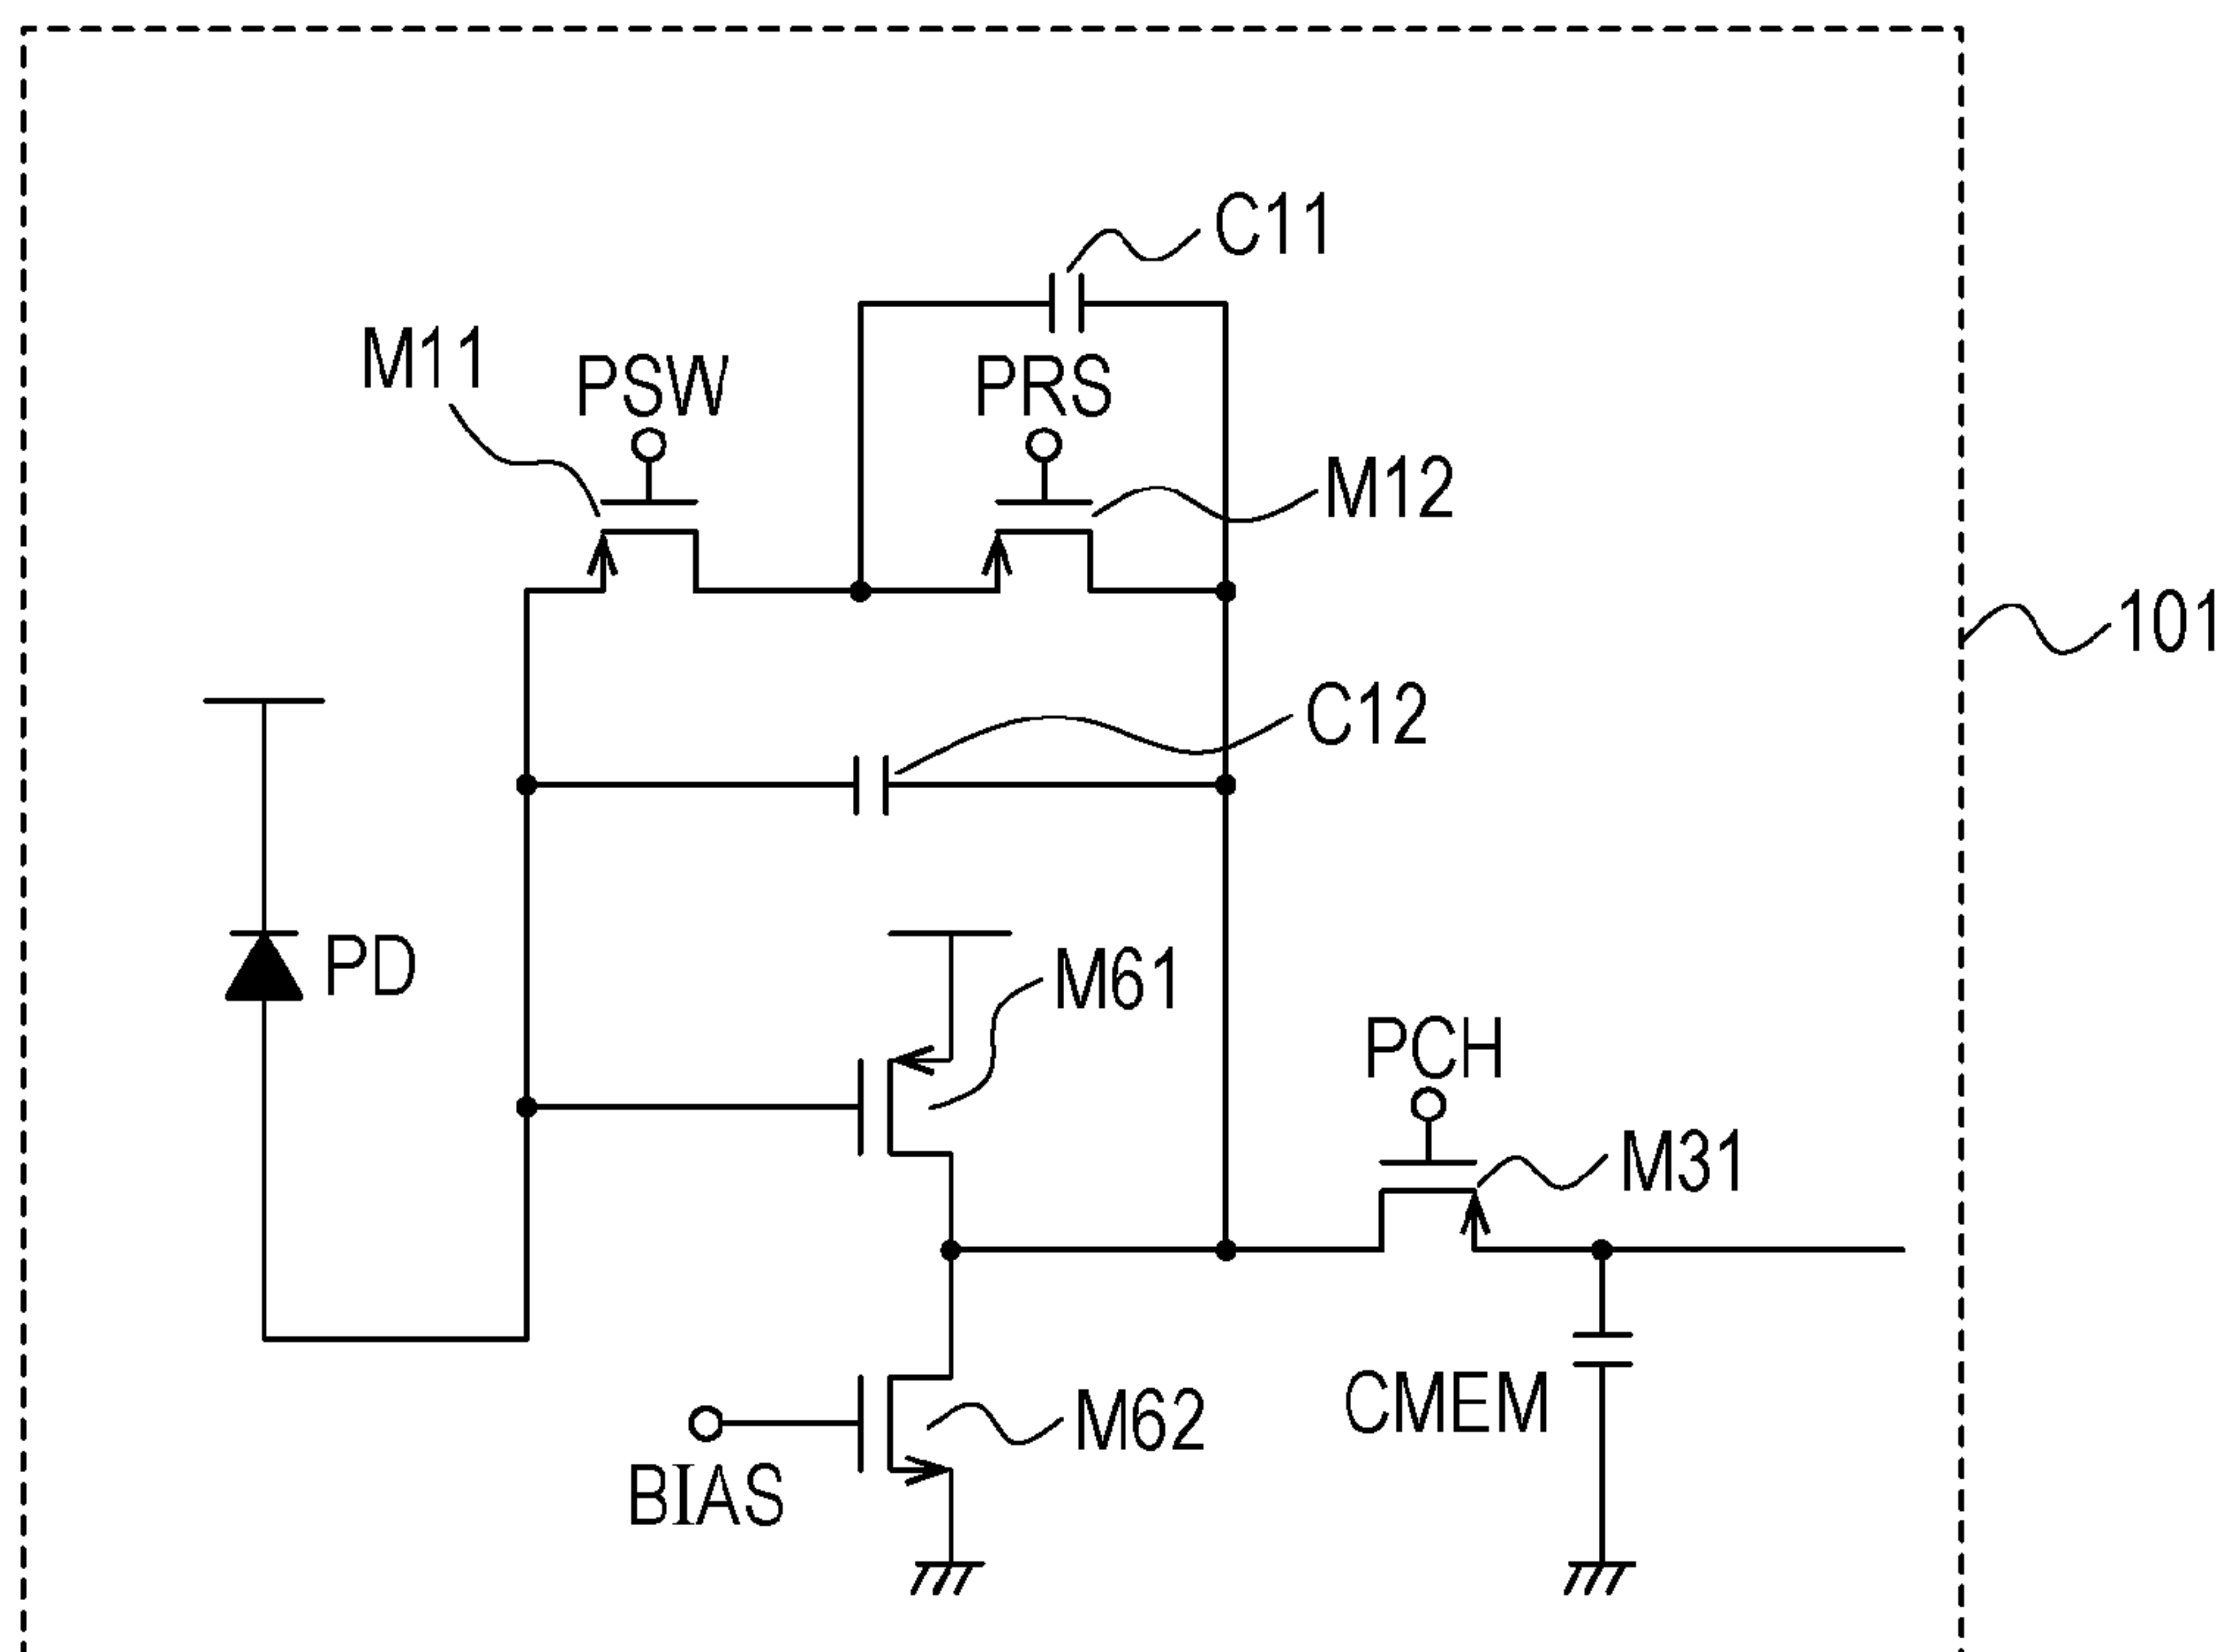 C11
M11
PSW
PRS
M12
101
C12
PD
M61
PCH
M31
CMEM
M62
BIAS